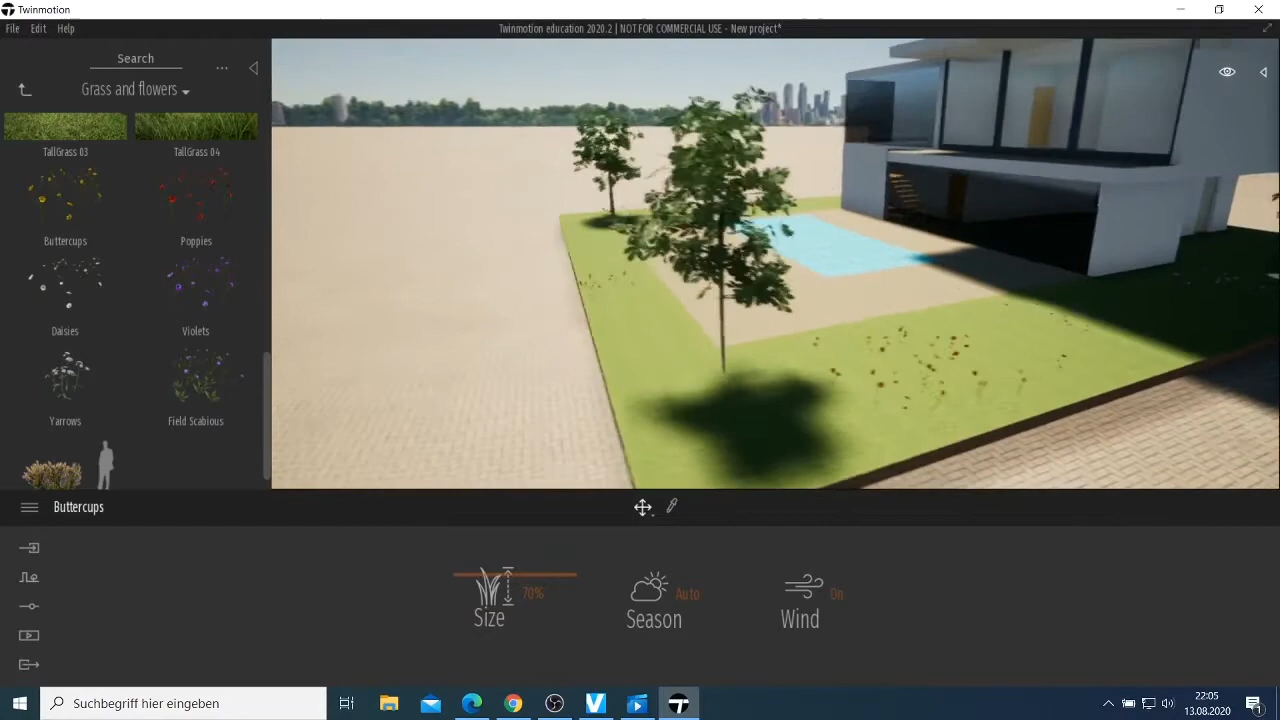 Twinmotion
File Edit Help
Twinmotion education 2020.2 | NOT FOR COMMERCIAL USE - New project*
Search
...
Grass and flowers
TallGrass 03
TallGrass 04
Buttercups
Poppies
Daisies
Violets
Yarrows
Field Scabious
Buttercups
70%
Size
Auto
Season
On
Wind
Suchbegriff hier eingeben
22:05
13.08.2020
1